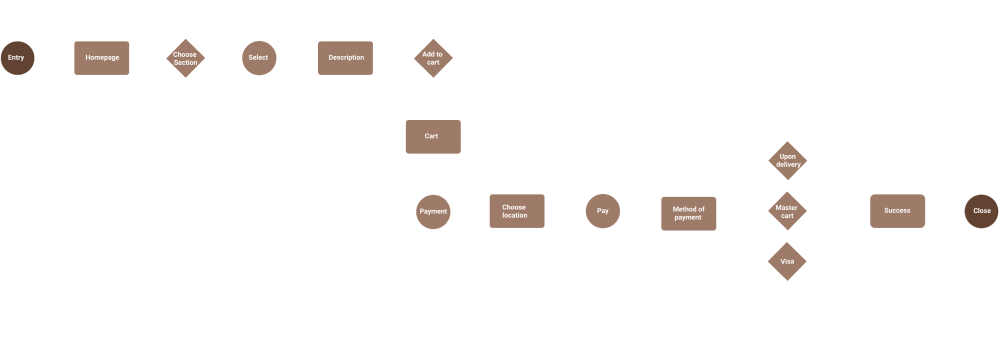 Entry
Homepage
Choose
Section
Select
Description
Add to
cart
Cart
Payment
Choose
location
Pay
Method of
payment
Upon
delivery
Master
cart
Visa
Success
Close